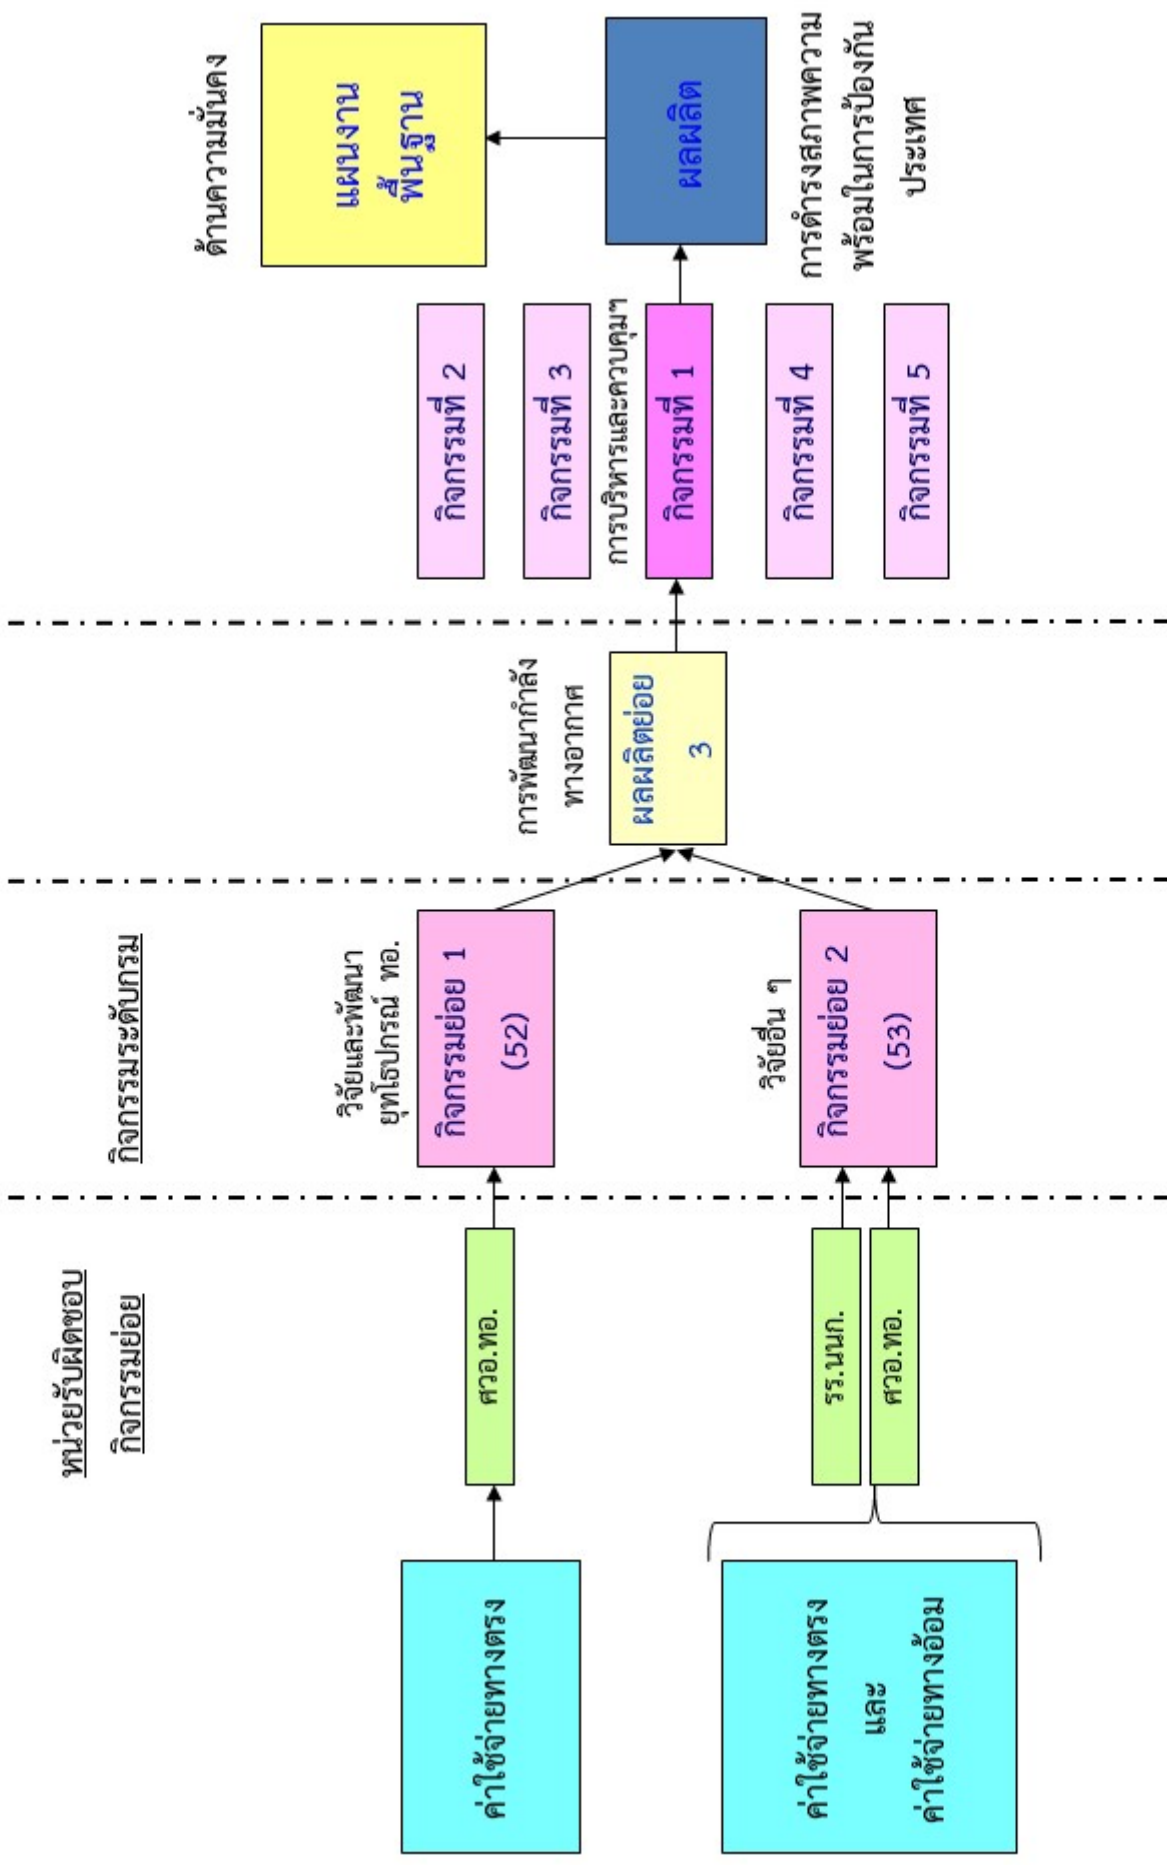 หน่วยรับผิดชอบ
กิจกรรมย่อย
กิจกรรมระดับกรม
ด้านความมั่นคง
แผนงาน
พื้นฐาน
ค่าใช้จ่ายทางตรง
ศวอ.ทอ.
วิจัยและพัฒนา
ยุทโธปกรณ์ ทอ.
กิจกรรมย่อย 1
(52)
การพัฒนากำลัง
ทางอากาศ
ผลผลิตย่อย
3
กิจกรรมที่ 2
กิจกรรมที่ 3
การบริหารและควบคุมฯ
กิจกรรมที่ 1
กิจกรรมที่ 4
กิจกรรมที่ 5
ผลผลิต
การดำรงสภาพความ
พร้อมในการป้องกัน
ประเทศ
ค่าใช้จ่ายทางตรง
และ
ค่าใช้จ่ายทางอ้อม
รร.นนก.
ศวอ.ทอ.
วิจัยอื่น ๆ
กิจกรรมย่อย 2
(53)